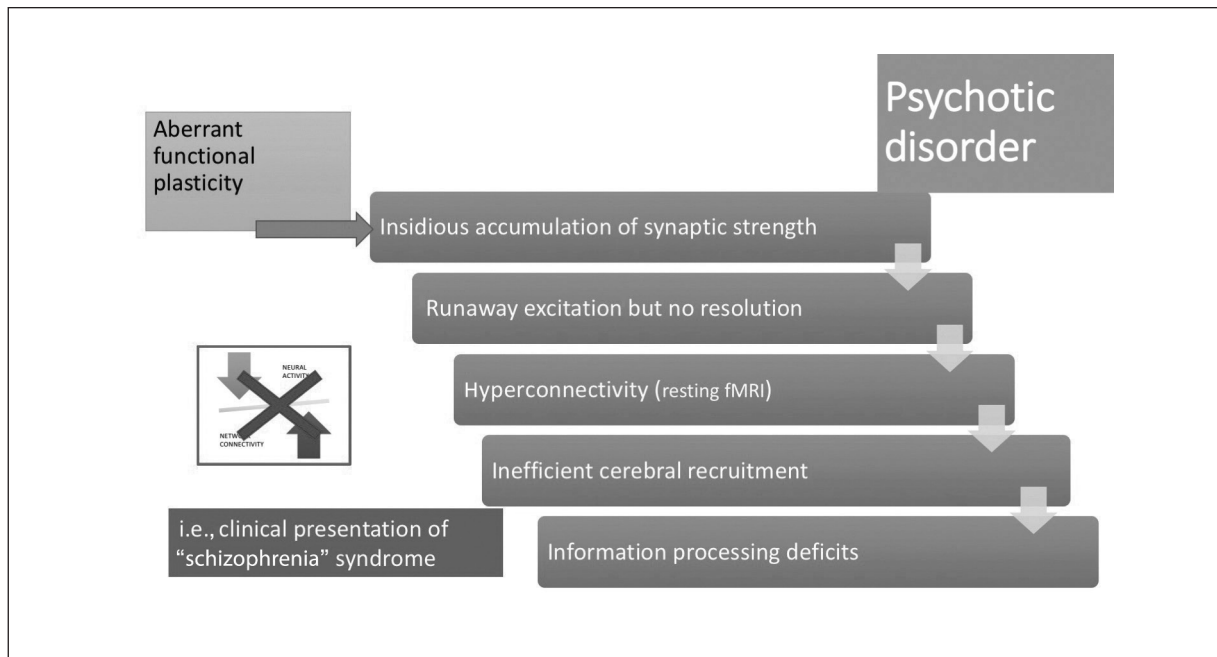 Psychotic
disorder
Aberrant
functional
plasticity
Insidious accumulation of synaptic strength
Runaway excitation but no resolution
Hyperconnectivity (resting fMRI)
NEURAL
ACTIVITY
CONNECTIVITY
Inefficient cerebral recruitment
i.e., clinical presentation of
“schizophrenia” syndrome
Information processing deficits